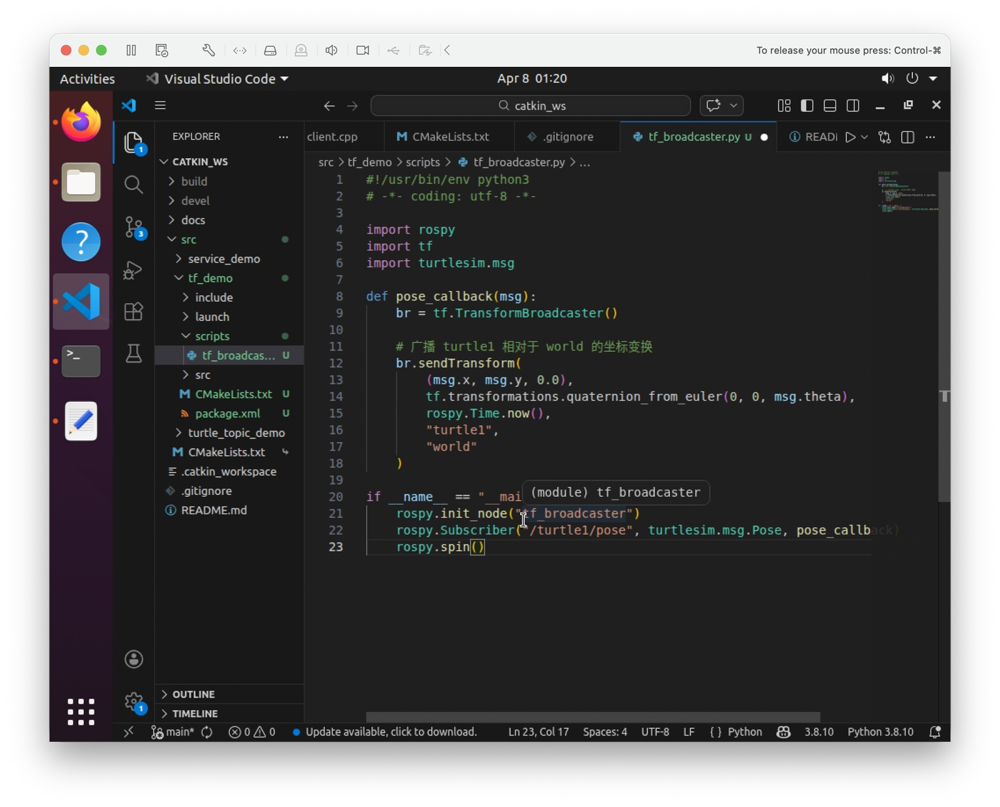 To release your mouse press: Control-⌘
Activities
Visual Studio Code
Apr 8 01:20
catkin_ws
EXPLORER
client.cpp
CMakeLists.txt
.gitignore
tf_broadcaster.py U
READ
src > tf_demo > scripts > tf_broadcaster.py > ...
CATKIN_WS
build
devel
docs
src
service_demo
tf_demo
include
launch
scripts
tf_broadcas... U
src
CMakeLists.txt U
package.xml U
turtle_topic_demo
CMakeLists.txt
.catkin_workspace
.gitignore
README.md
OUTLINE
TIMELINE
1
3
1
1 #!/usr/bin/env python3
2 # -*- coding: utf-8 -*-
3
4 import rospy
5 import tf
6 import turtlesim.msg
7
8 def pose_callback(msg):
9 br = tf.TransformBroadcaster()
10
11 # 广播 turtle1 相对于 world 的坐标变换
12 br.sendTransform(
13 (msg.x, msg.y, 0.0),
14 tf.transformations.quaternion_from_euler(0, 0, msg.theta),
15 rospy.Time.now(),
16 "turtle1",
17 "world"
18 )
19
20 if __name__ == "__mai
(module) tf_broadcaster
21 rospy.init_node("tf_broadcaster")
22 rospy.Subscriber("/turtle1/pose", turtlesim.msg.Pose, pose_callback)
23 rospy.spin()
main*
0
0
Update available, click to download.
Ln 23, Col 17
Spaces: 4
UTF-8
LF
{ } Python
3.8.10
Python 3.8.10